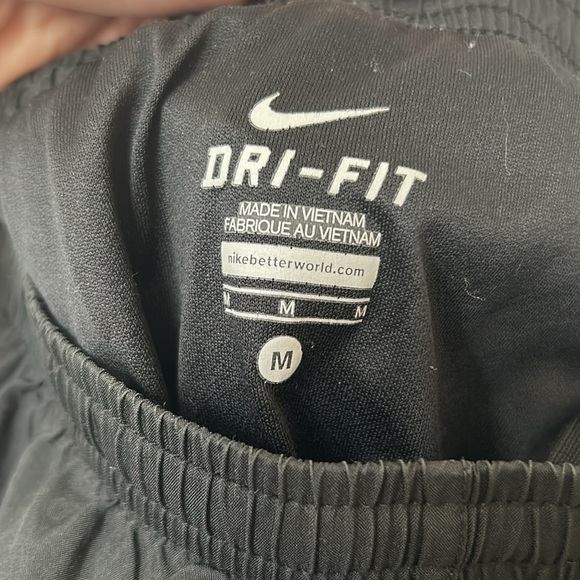 DRI-FIT
MADE IN VIETNAM
FABRIQUE AU VIETNAM
nikebetterworld.com
M M M
M